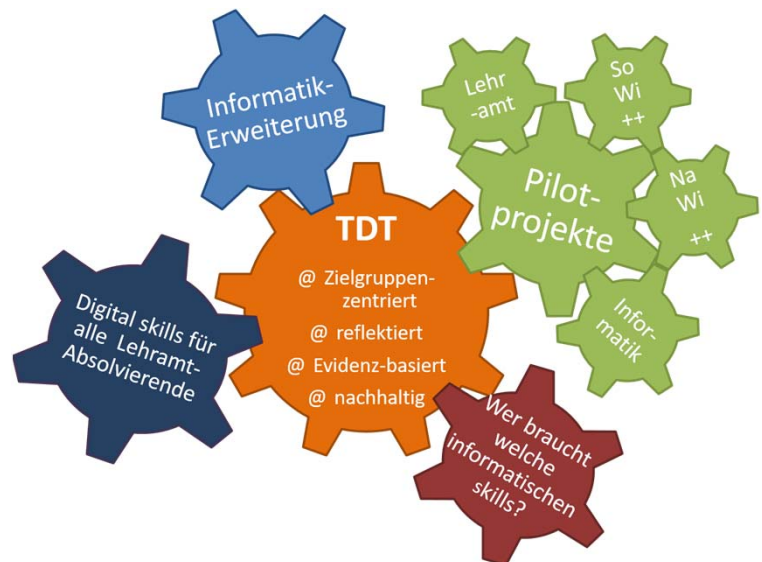 Informatik-
Erweiterung
Lehr
-amt
So
Wi
++
Pilot-
projekte
Na
Wi
++
Infor-
matik
TDT
@ Zielgruppen-
zentriert
@ reflektiert
@ Evidenz-basiert
@ nachhaltig
Digital skills für
alle Lehramt-
Absolvierende
Wer braucht
welche
informatischen
skills?